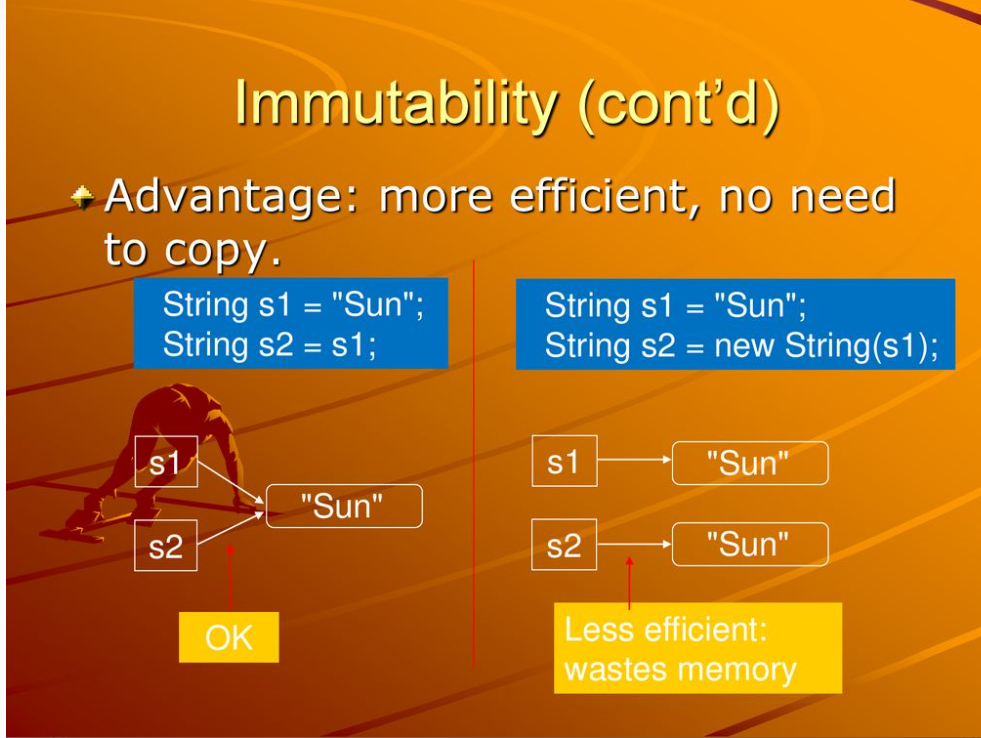 Immutability (cont’d)
Advantage: more efficient, no need
to copy.
String s1 = "Sun";
String s2 = s1;
String s1 = "Sun";
String s2 = new String(s1);
s1
s2
"Sun"
OK
s1
"Sun"
s2
"Sun"
Less efficient:
wastes memory